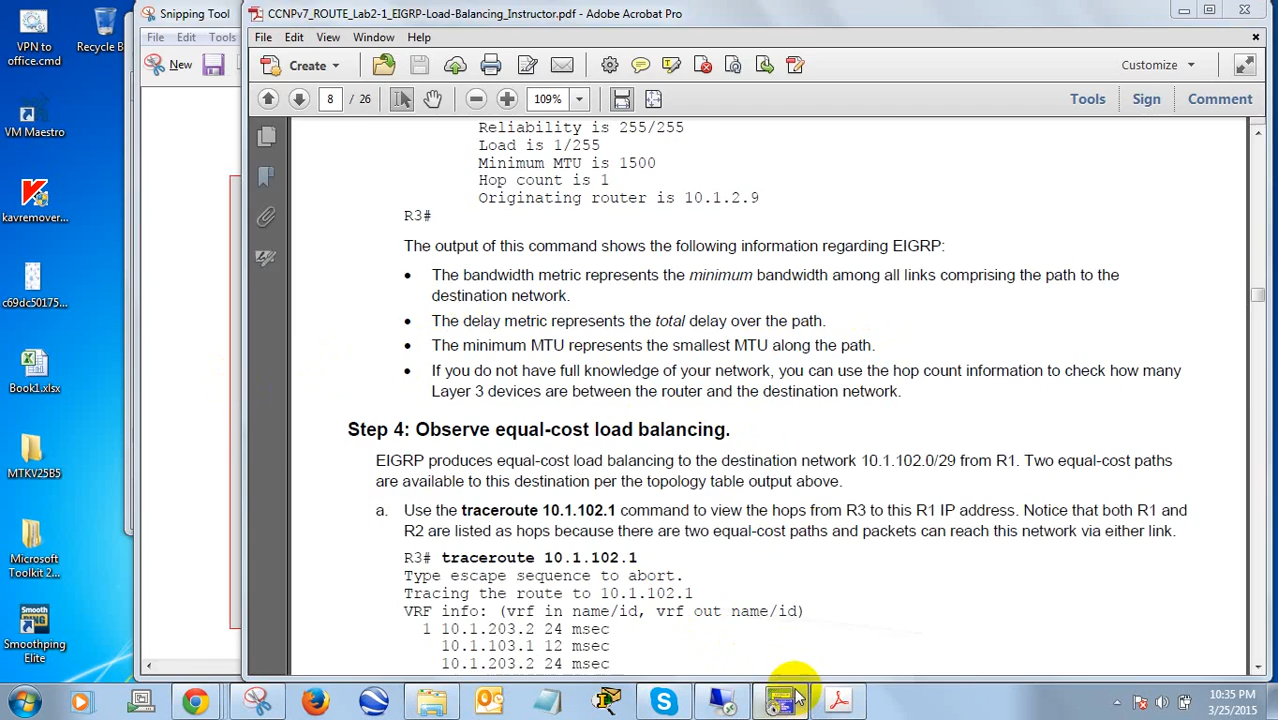 VPN to
office.cmd
Recycle B
VM Maestro
kavremover...
c69dc50175...
Book1.xlsx
MTKV25B5
Microsoft
Toolkit 2...
Smooth
PING
Smoothping
Elite
Snipping Tool
File Edit Tools
New
CCNPv7_ROUTE_Lab2-1_EIGRP-Load-Balancing_Instructor.pdf - Adobe Acrobat Pro
File Edit View Window Help
Create
Customize
8 / 26
109%
Tools Sign Comment
Reliability is 255/255
Load is 1/255
Minimum MTU is 1500
Hop count is 1
Originating router is 10.1.2.9
R3#
The output of this command shows the following information regarding EIGRP:
• The bandwidth metric represents the minimum bandwidth among all links comprising the path to the
destination network.
• The delay metric represents the total delay over the path.
• The minimum MTU represents the smallest MTU along the path.
• If you do not have full knowledge of your network, you can use the hop count information to check how many
Layer 3 devices are between the router and the destination network.
Step 4: Observe equal-cost load balancing.
EIGRP produces equal-cost load balancing to the destination network 10.1.102.0/29 from R1. Two equal-cost paths
are available to this destination per the topology table output above.
a. Use the traceroute 10.1.102.1 command to view the hops from R3 to this R1 IP address. Notice that both R1 and
R2 are listed as hops because there are two equal-cost paths and packets can reach this network via either link.
R3# traceroute 10.1.102.1
Type escape sequence to abort.
Tracing the route to 10.1.102.1
VRF info: (vrf in name/id, vrf out name/id)
1 10.1.203.2 24 msec
10.1.103.1 12 msec
10.1.203.2 24 msec
10:35 PM
3/25/2015